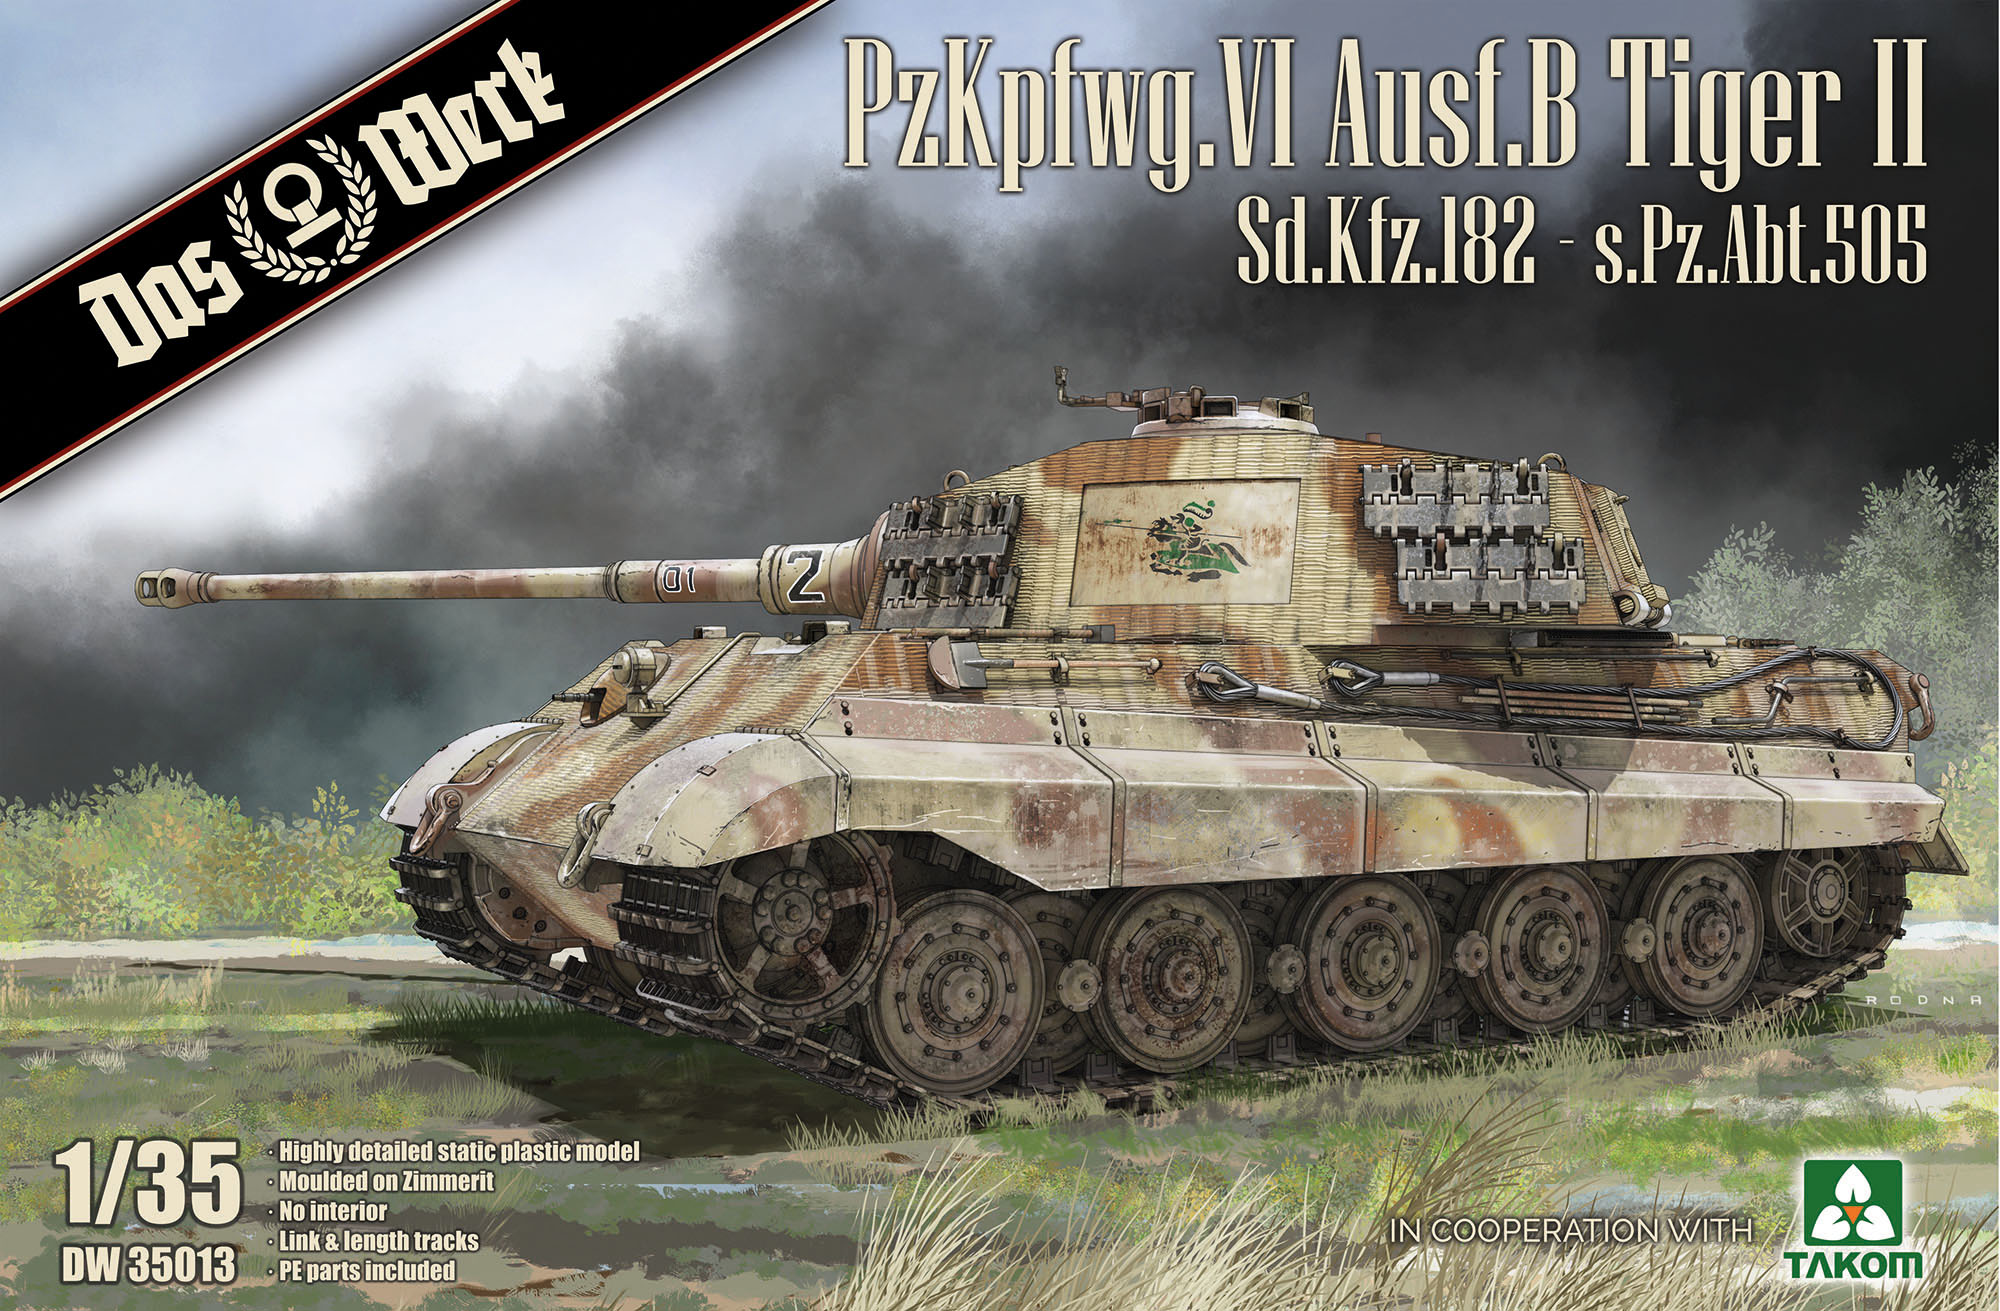 Das Werk
PzKpfwg.VI Ausf.B Tiger II
Sd.Kfz.182 - s.Pz.Abt.505
01
2
RODNA
1/35
DW 35013
· Highly detailed static plastic model
· Moulded on Zimmerit
· No interior
· Link & length tracks
· PE parts included
IN COOPERATION WITH
TAKOM